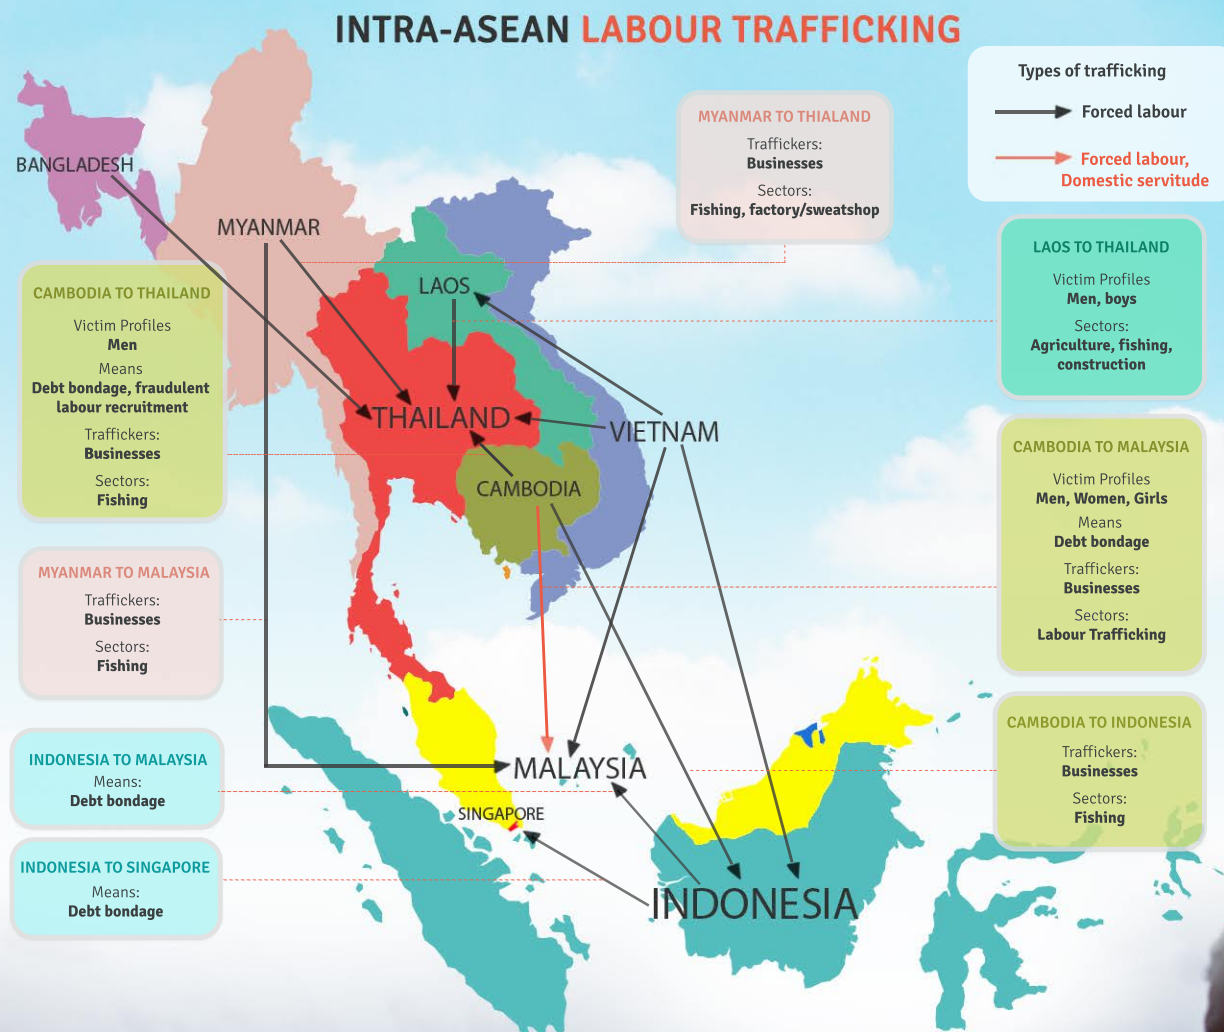 INTRA-ASEAN LABOUR TRAFFICKING
Types of trafficking
Forced labour
Forced labour,
Domestic servitude
MYANMAR TO THIALAND
Traffickers:
Businesses
Sectors:
Fishing, factory/sweatshop
BANGLADESH
MYANMAR
LAOS
THAILAND
VIETNAM
CAMBODIA
MALAYSIA
SINGAPORE
INDONESIA
CAMBODIA TO THAILAND
Victim Profiles
Men
Means
Debt bondage, fraudulent
labour recruitment
Traffickers:
Businesses
Sectors:
Fishing
MYANMAR TO MALAYSIA
Traffickers:
Businesses
Sectors:
Fishing
INDONESIA TO MALAYSIA
Means:
Debt bondage
INDONESIA TO SINGAPORE
Means:
Debt bondage
LAOS TO THAILAND
Victim Profiles
Men, boys
Sectors:
Agriculture, fishing,
construction
CAMBODIA TO MALAYSIA
Victim Profiles
Men, Women, Girls
Means
Debt bondage
Traffickers:
Businesses
Sectors:
Labour Trafficking
CAMBODIA TO INDONESIA
Traffickers:
Businesses
Sectors:
Fishing